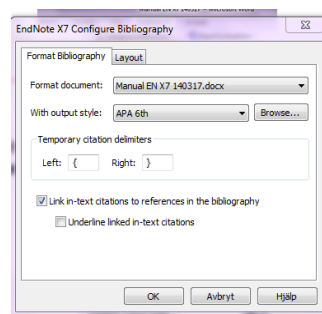 Manual EN X7 140317 - Microsoft Word
EndNote X7 Configure Bibliography
Format Bibliography Layout
Format document: Manual EN X7 140317.docx
With output style: APA 6th Browse...
Temporary citation delimiters
Left: { Right: }
Link in-text citations to references in the bibliography
Underline linked in-text citations
OK Avbryt Hjälp